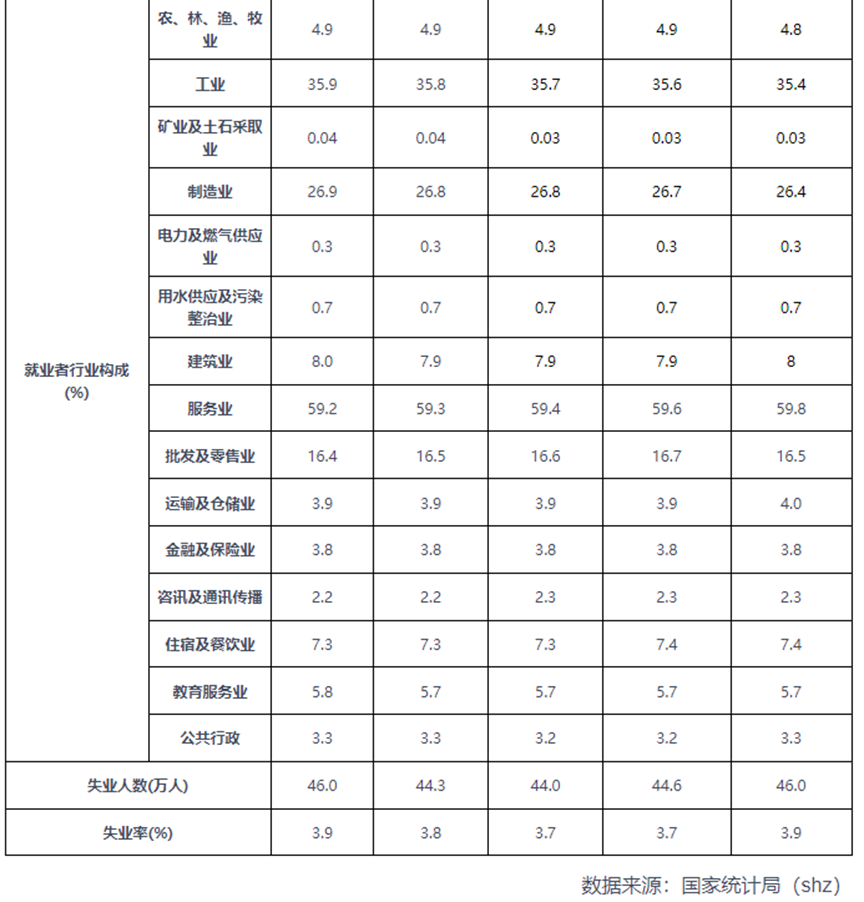 农、林、渔、牧
业
4.9 4.9 4.9 4.9 4.8
工业 35.9 35.8 35.7 35.6 35.4
矿业及土石采取
业
0.04 0.04 0.03 0.03 0.03
制造业 26.9 26.8 26.8 26.7 26.4
电力及燃气供应
业
0.3 0.3 0.3 0.3 0.3
用水供应及污染
整治业
0.7 0.7 0.7 0.7 0.7
就业者行业构成
(%)
建筑业 8.0 7.9 7.9 7.9 8
服务业 59.2 59.3 59.4 59.6 59.8
批发及零售业 16.4 16.5 16.6 16.7 16.5
运输及仓储业 3.9 3.9 3.9 3.9 4.0
金融及保险业 3.8 3.8 3.8 3.8 3.8
咨讯及通讯传播 2.2 2.2 2.3 2.3 2.3
住宿及餐饮业 7.3 7.3 7.3 7.4 7.4
教育服务业 5.8 5.7 5.7 5.7 5.7
公共行政 3.3 3.3 3.2 3.2 3.3
失业人数(万人) 46.0 44.3 44.0 44.6 46.0
失业率(%) 3.9 3.8 3.7 3.7 3.9
数据来源：国家统计局（shz）